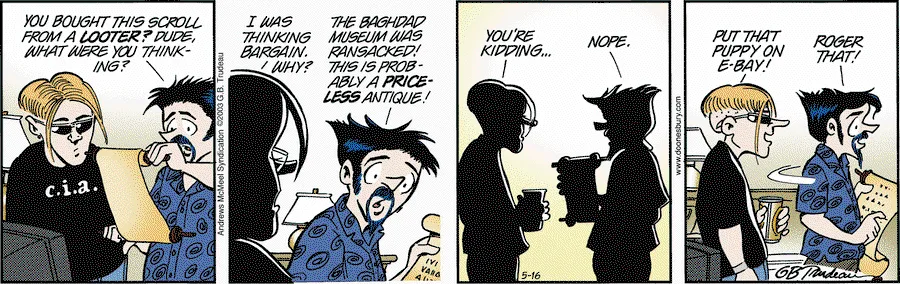 YOU BOUGHT THIS SCROLL
FROM A LOOTER? DUDE,
WHAT WERE YOU THINK-
ING?
c.i.a.
Andrews McMeel Syndication ©2003 G.B. Trudeau
I WAS
THINKING
BARGAIN.
WHY?
THE BAGHDAD
MUSEUM WAS
RANSACKED!
THIS IS PROB-
ABLY A PRICE-
LESS ANTIQUE!
YOU'RE
KIDDING...
NOPE.
5-16
www.doonesbury.com
PUT THAT
PUPPY ON
E-BAY!
ROGER
THAT!
GB Trudeau